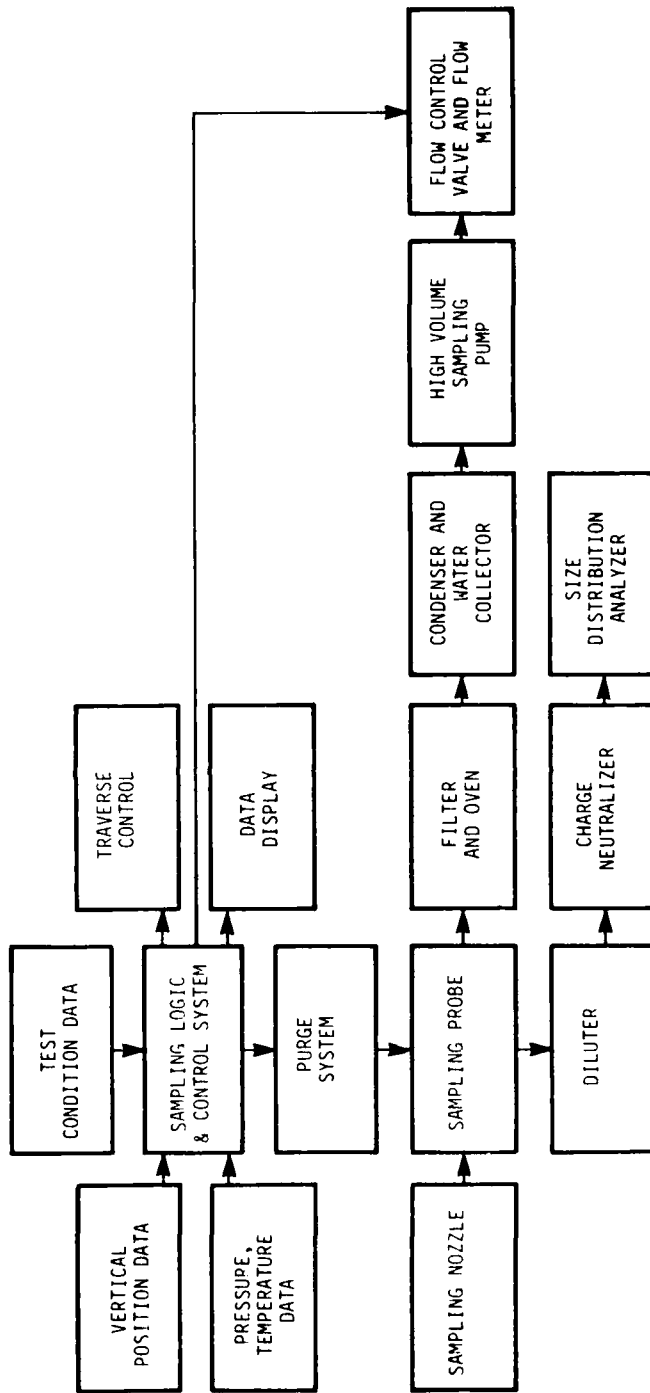 VERTICAL
POSITION DATA
TEST
CONDITION DATA
TRAVERSE
CONTROL
SAMPLING LOGIC
& CONTROL SYSTEM
PRESSURE,
TEMPERATURE
DATA
DATA
DISPLAY
PURGE
SYSTEM
SAMPLING NOZZLE
SAMPLING PROBE
FILTER
AND OVEN
CONDENSER AND
WATER
COLLECTOR
HIGH VOLUME
SAMPLING
PUMP
FLOW CONTROL
VALVE AND FLOW
METER
DILUTER
CHARGE
NEUTRALIZER
SIZE
DISTRIBUTION
ANALYZER